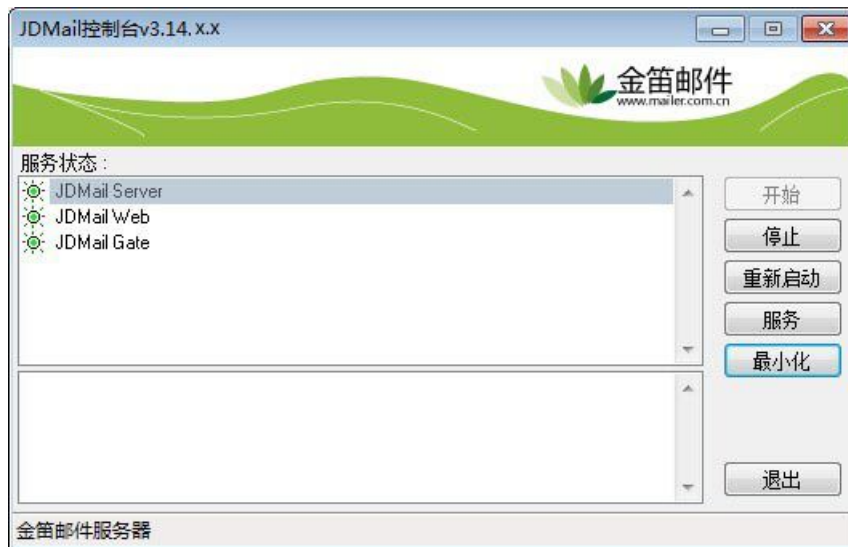 JDMail控制台v3.14.x.x
金笛邮件
www.mailer.com.cn
服务状态：
JDMail Server
JDMail Web
JDMail Gate
开始
停止
重新启动
服务
最小化
退出
金笛邮件服务器